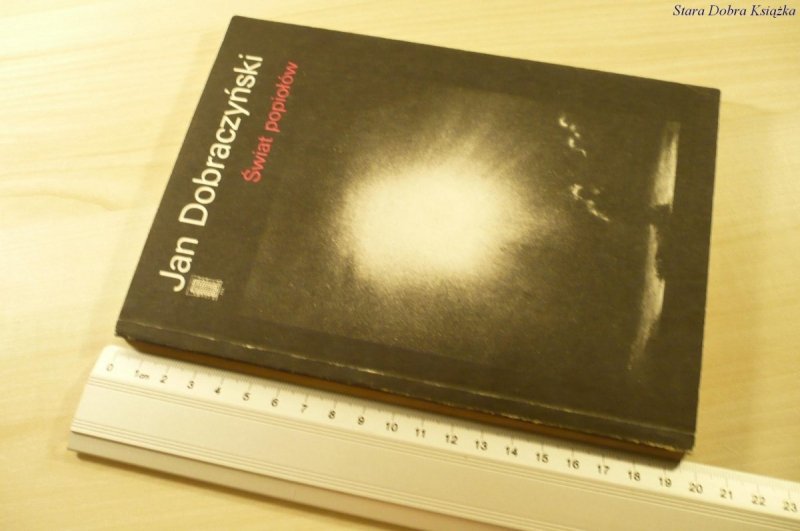 Stara Dobra Książka
Jan Dobraczyński
Świat popiołów
0 1cm 2 3 4 5 6 7 8 9 10 11 12 13 14 15 16 17 18 19 20 21 22 23